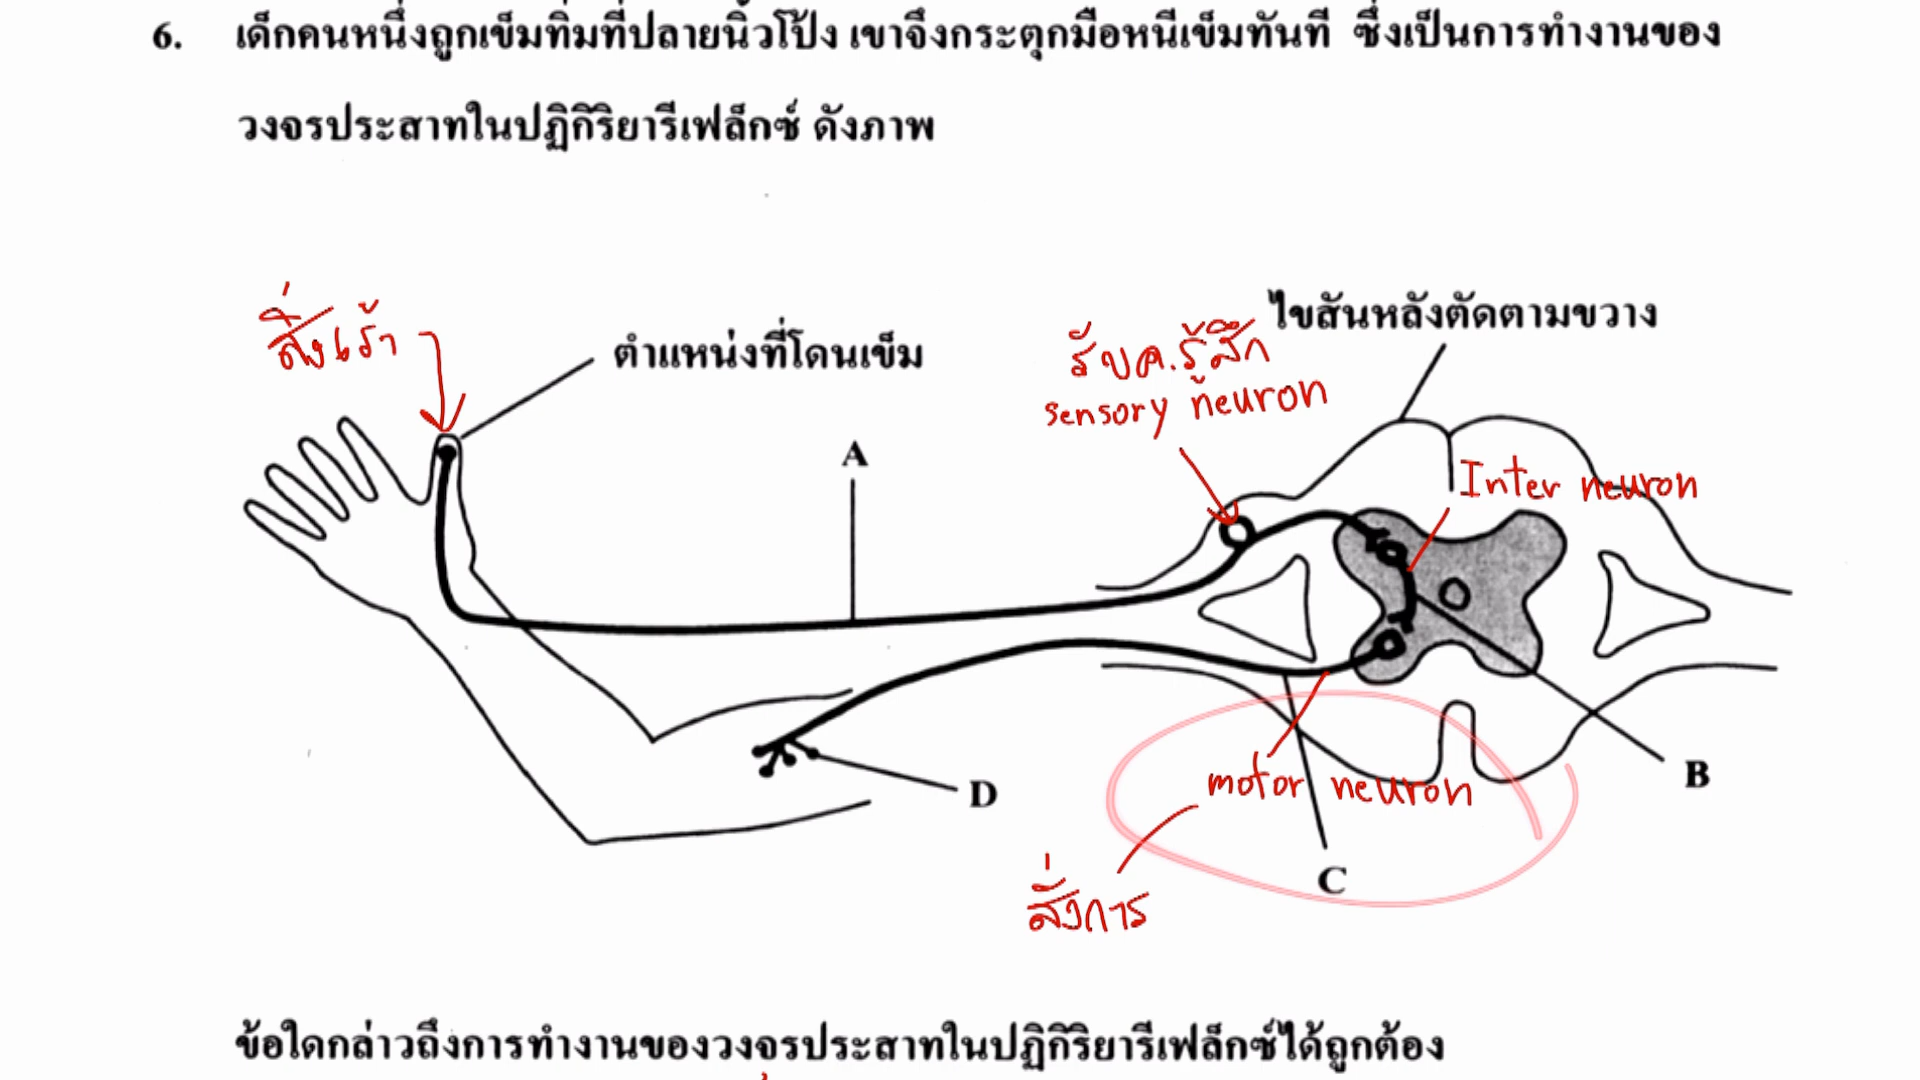 6. เด็กคนหนึ่งถูกเข็มทิ่มที่ปลายนิ้วโป้ง เขาจึงกระตุกมือหนีเข็มทันที ซึ่งเป็นการทำงานของ
วงจรประสาทในปฏิกิริยารีเฟล็กซ์ ดังภาพ
สิ่งเร้า
ตำแหน่งที่โดนเข็ม
ไขสันหลังตัดตามขวาง
รับค.รู้สึก
sensory neuron
A
Inter neuron
D
motor neuron
B
C
สั่งการ
ข้อใดกล่าวถึงการทำงานของวงจรประสาทในปฏิกิริยารีเฟล็กซ์ได้ถูกต้อง